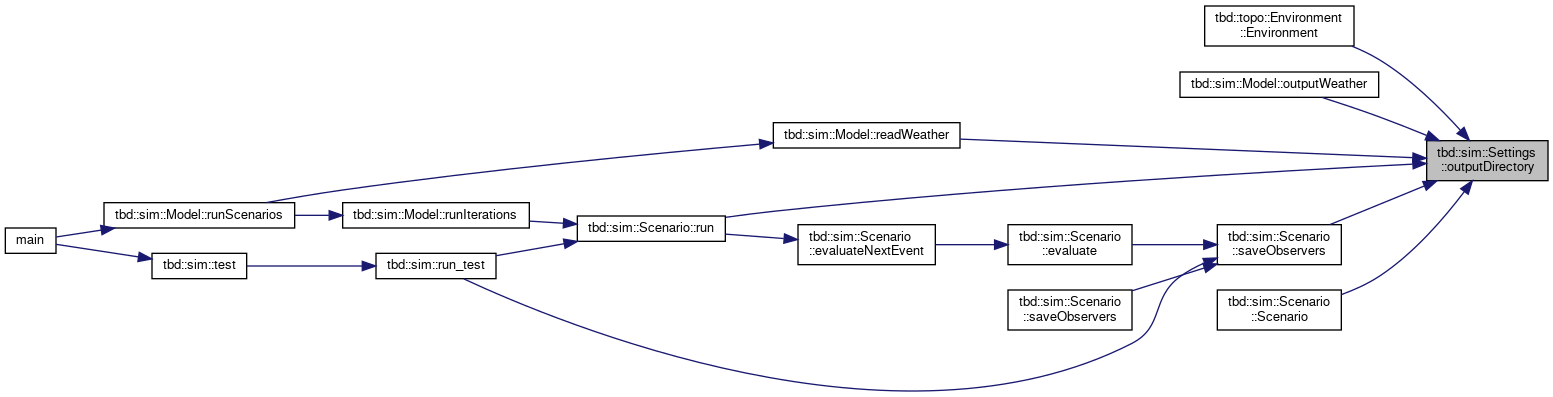 tbd::topo::Environment
::Environment
tbd::sim::Model::outputWeather
tbd::sim::Model::readWeather
tbd::sim::Settings
::outputDirectory
tbd::sim::Model::runScenarios
tbd::sim::Model::runIterations
tbd::sim::Scenario::run
main
tbd::sim::Scenario
::evaluateNextEvent
tbd::sim::Scenario
::evaluate
tbd::sim::Scenario
::saveObservers
tbd::sim::test
tbd::sim::run_test
tbd::sim::Scenario
::saveObservers
tbd::sim::Scenario
::Scenario